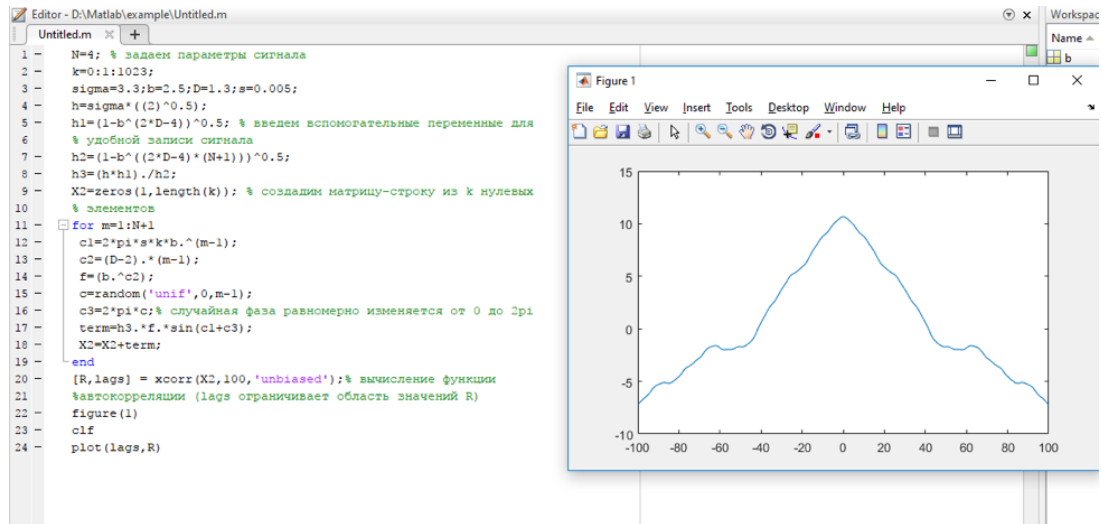 Editor - D:\Matlab\example\Untitled.m
Untitled.m
1 - N=4; % задаем параметры сигнала
2 - k=0:1:1023;
3 - sigma=3.3;b=2.5;D=1.3;s=0.005;
4 - h=sigma*((2)^0.5);
5 - h1=(1-b^(2*D-4))^0.5; % введем вспомогательные переменные для
6 % удобной записи сигнала
7 - h2=(1-b^((2*D-4)*(N+1)))^0.5;
8 - h3=(h*h1)./h2;
9 - X2=zeros(1,length(k)); % создадим матрицу-строку из k нулевых
10 % элементов
11 - for m=1:N+1
12 - c1=2*pi*s*k*b.^(m-1);
13 - c2=(D-2).*(m-1);
14 - f=(b.^c2);
15 - c=random('unif',0,m-1);
16 - c3=2*pi*c;% случайная фаза равномерно изменяется от 0 до 2pi
17 - term=h3.*f.*sin(c1+c3);
18 - X2=X2+term;
19 - end
20 - [R,lags] = xcorr(X2,100,'unbiased');% вычисление функции
21 %автокорреляции (lags ограничивает область значений R)
22 - figure(1)
23 - clf
24 - plot(lags,R)
Workspac
Name
b
Figure 1
File Edit View Insert Tools Desktop Window Help
15
10
5
0
-5
-10
-100 -80 -60 -40 -20 0 20 40 60 80 100